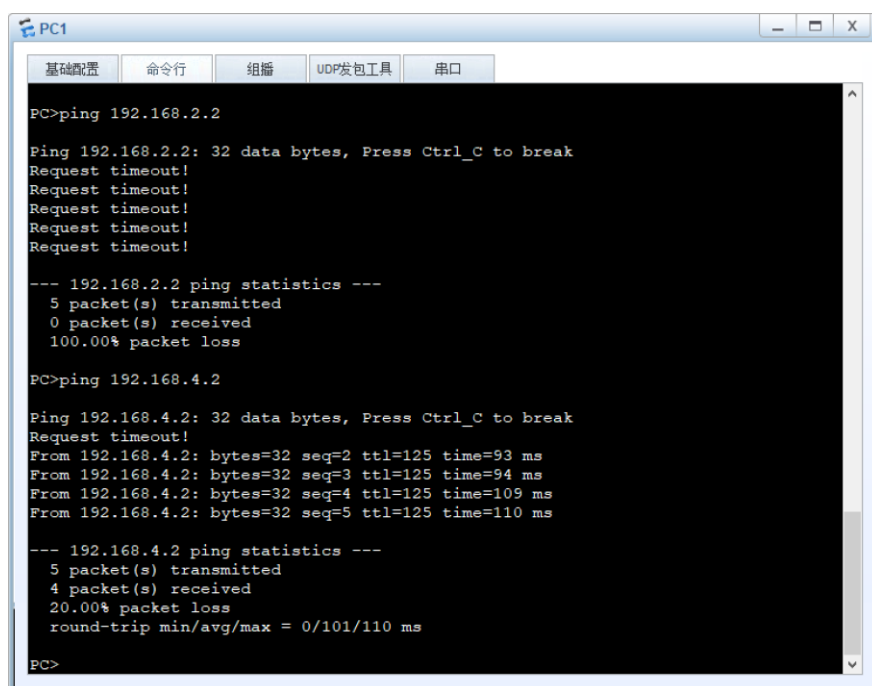 PC1
基础配置 命令行 组播 UDP发包工具 串口
PC>ping 192.168.2.2
Ping 192.168.2.2: 32 data bytes, Press Ctrl_C to break
Request timeout!
Request timeout!
Request timeout!
Request timeout!
Request timeout!
--- 192.168.2.2 ping statistics ---
5 packet(s) transmitted
0 packet(s) received
100.00% packet loss
PC>ping 192.168.4.2
Ping 192.168.4.2: 32 data bytes, Press Ctrl_C to break
Request timeout!
From 192.168.4.2: bytes=32 seq=2 ttl=125 time=93 ms
From 192.168.4.2: bytes=32 seq=3 ttl=125 time=94 ms
From 192.168.4.2: bytes=32 seq=4 ttl=125 time=109 ms
From 192.168.4.2: bytes=32 seq=5 ttl=125 time=110 ms
--- 192.168.4.2 ping statistics ---
5 packet(s) transmitted
4 packet(s) received
20.00% packet loss
round-trip min/avg/max = 0/101/110 ms
PC>